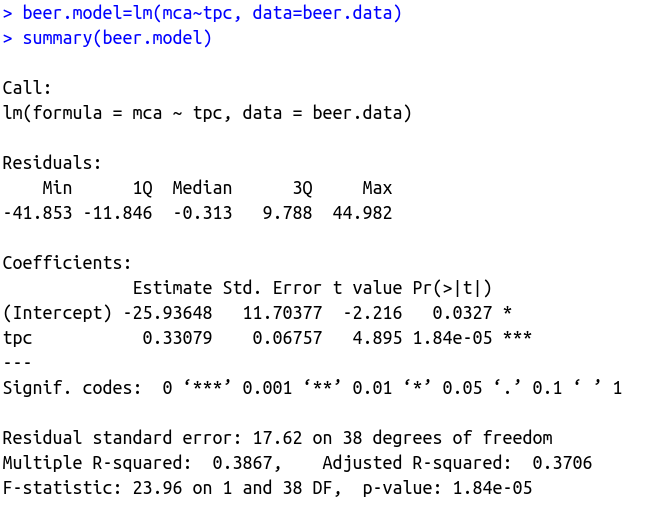 > beer.model=lm(mca~tpc, data=beer.data)
> summary(beer.model)

Call:
lm(formula = mca ~ tpc, data = beer.data)

Residuals:
    Min      1Q  Median      3Q     Max
-41.853 -11.846  -0.313   9.788  44.982

Coefficients:
             Estimate Std. Error t value Pr(>|t|)
(Intercept) -25.93648   11.70377  -2.216   0.0327 *
tpc           0.33079    0.06757   4.895 1.84e-05 ***
---
Signif. codes:  0 ‘***’ 0.001 ‘**’ 0.01 ‘*’ 0.05 ‘.’ 0.1 ‘ ’ 1

Residual standard error: 17.62 on 38 degrees of freedom
Multiple R-squared:  0.3867,    Adjusted R-squared:  0.3706
F-statistic: 23.96 on 1 and 38 DF,  p-value: 1.84e-05